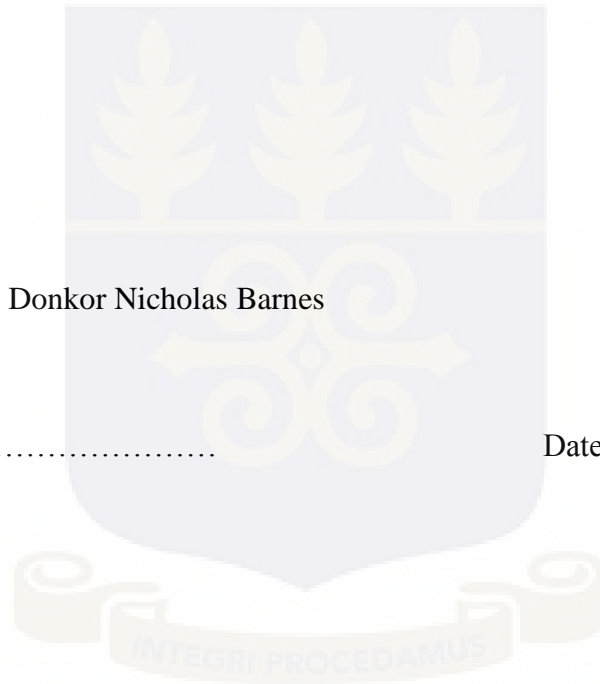 Donkor Nicholas Barnes
………………… Date
INTEGRI PROCEDAMUS